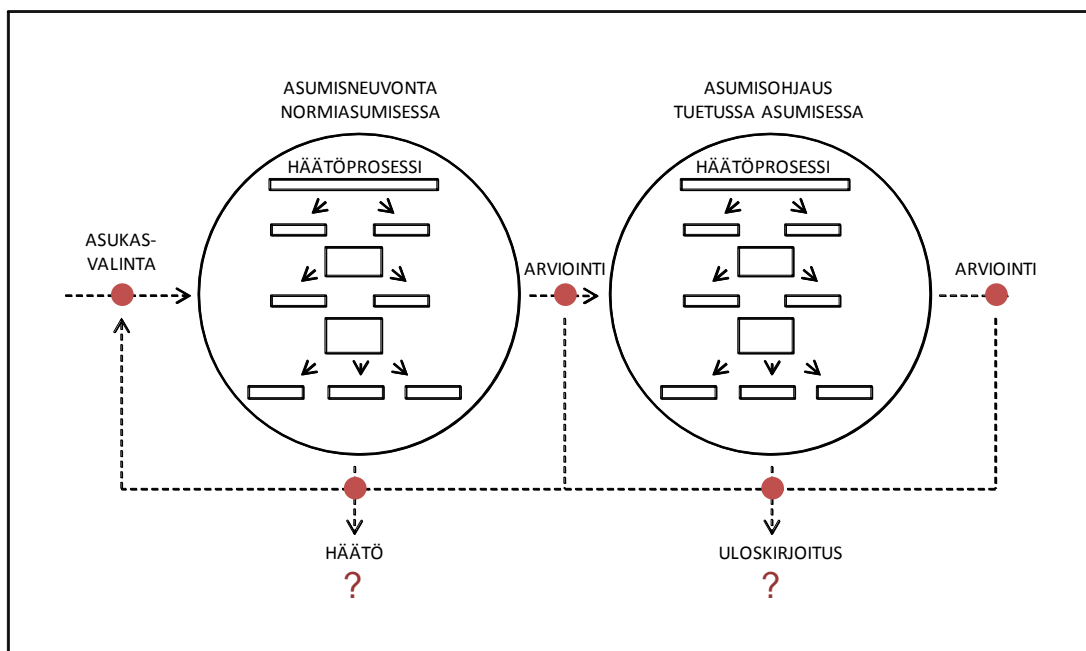 ASUMISNEUVONTA
NORMIASUMISESSA
ASUMISOHJAUS
TUETUSSA ASUMISESSA
HÄÄTÖPROSESSI
HÄÄTÖPROSESSI
ASUKAS-
VALINTA
ARVIOINTI
ARVIOINTI
HÄÄTÖ
?
ULOSKIRJOITUS
?